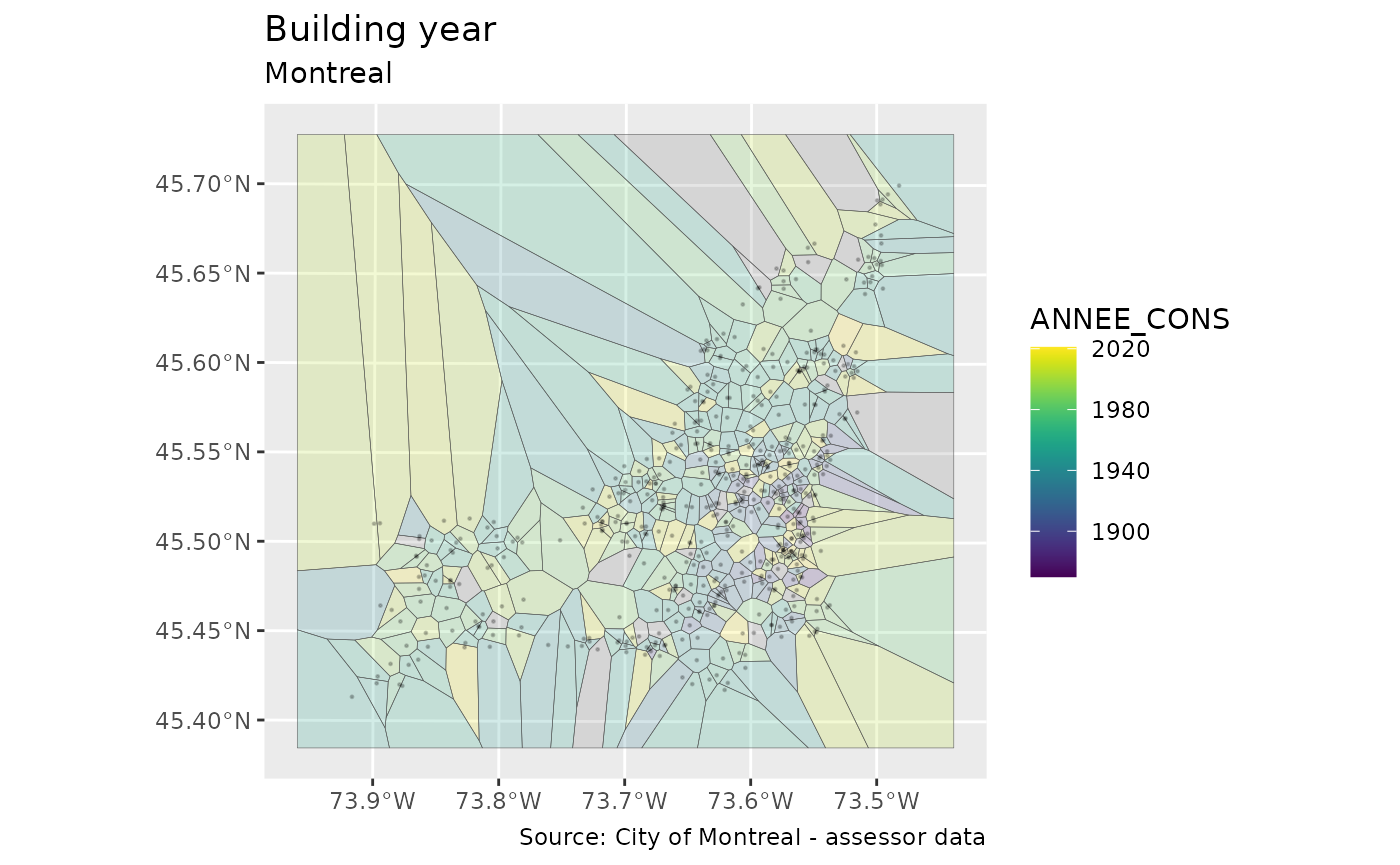 Building year
Montreal
45.70°N
45.65°N
45.60°N
45.55°N
45.50°N
45.45°N
45.40°N
73.9°W 73.8°W 73.7°W 73.6°W 73.5°W
ANNEE_CONS
2020
1980
1940
1900
Source: City of Montreal - assessor data